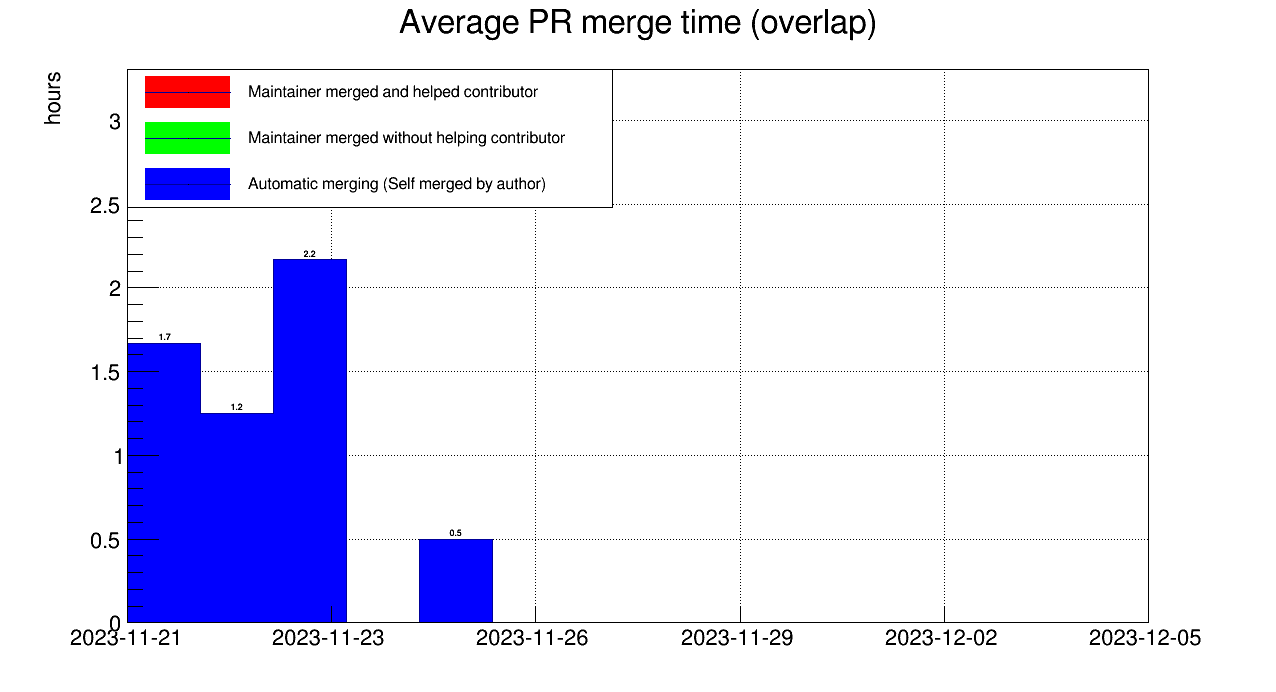 Average PR merge time (overlap)
hours
Maintainer merged and helped contributor
Maintainer merged without helping contributor
Automatic merging (Self merged by author)
3
2.5
2
1.5
1
0.5
0
1.7
1.2
2.2
0.5
2023-11-21 2023-11-23 2023-11-26 2023-11-29 2023-12-02 2023-12-05